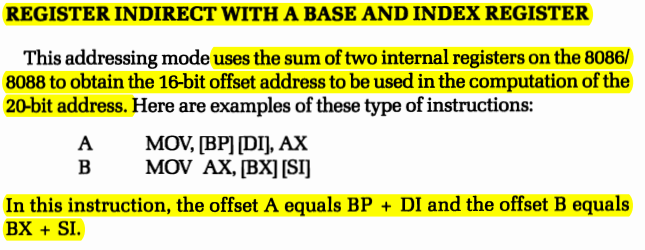 REGISTER INDIRECT WITH A BASE AND INDEX REGISTER
This addressing mode uses the sum of two internal registers on the 8086/
8088 to obtain the 16-bit offset address to be used in the computation of the
20-bit address. Here are examples of these type of instructions:
A MOV, [BP] [DI], AX
B MOV AX, [BX] [SI]
In this instruction, the offset A equals BP + DI and the offset B equals
BX + SI.